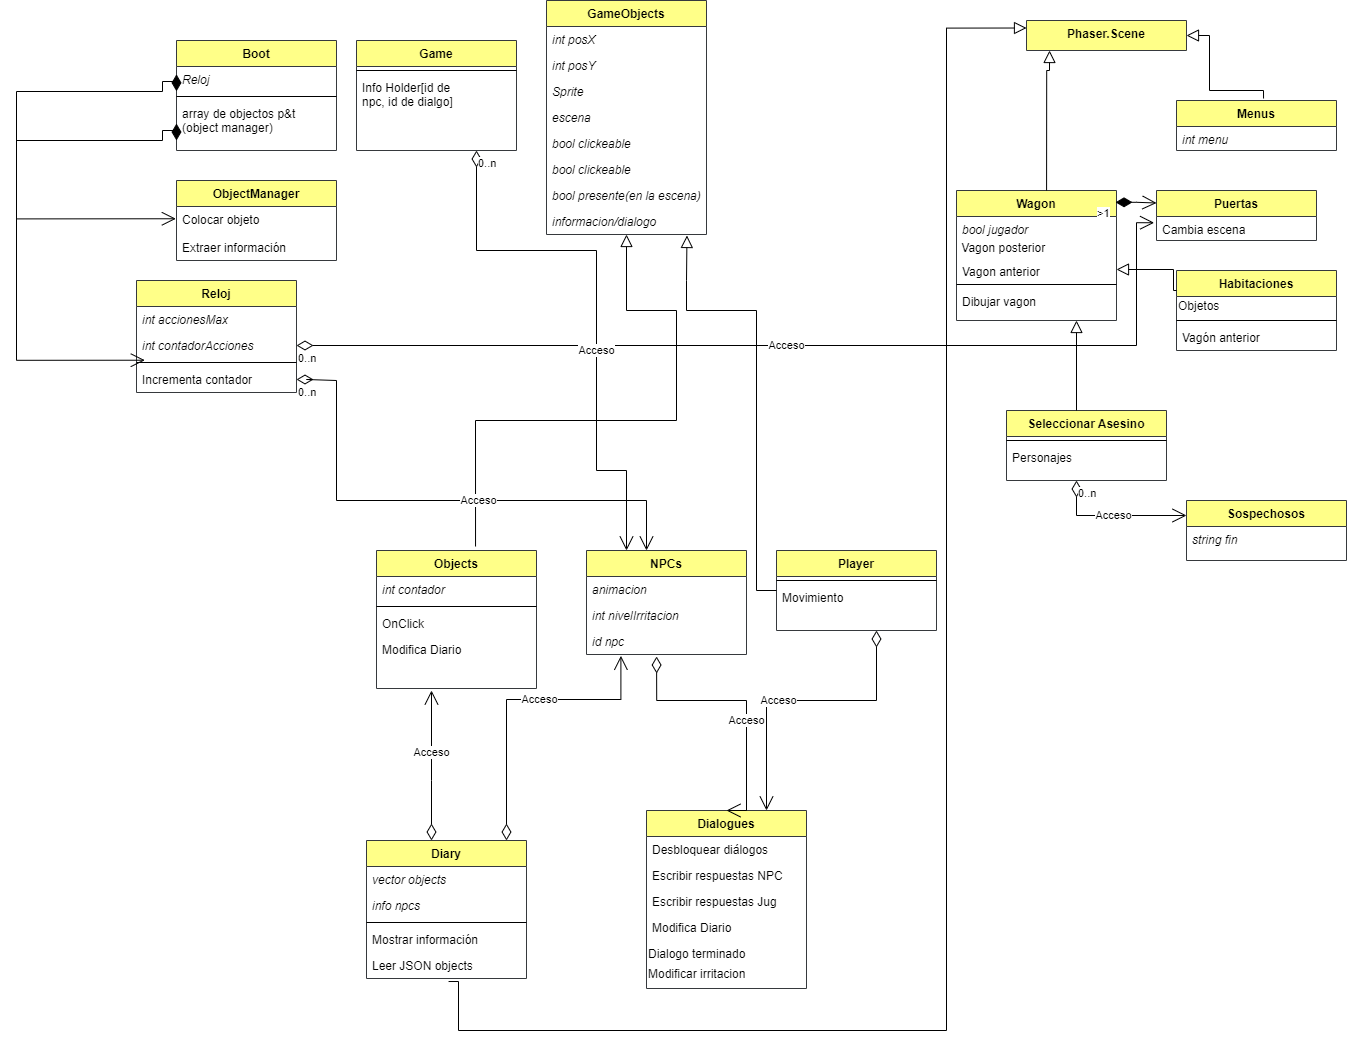 GameObjects
int posX
int posY
Sprite
escena
bool clickeable
bool clickeable
bool presente(en la escena)
informacion/dialogo
Boot
Reloj
array de objectos p&t
(object manager)
Game
Info Holder[id de
npc, id de dialgo]
0..n
Phaser.Scene
Menus
int menu
ObjectManager
Colocar objeto
Extraer información
Wagon
>1
bool jugador
Vagon posterior
Vagon anterior
Dibujar vagon
Puertas
Cambia escena
Habitaciones
Objetos
Vagón anterior
Reloj
int accionesMax
int contadorAcciones
Incrementa contador
0..n
0..n
Acceso
Acceso
Seleccionar Asesino
Personajes
0..n
Acceso
Sospechosos
string fin
Acceso
Objects
int contador
OnClick
Modifica Diario
NPCs
animacion
int nivelIrritacion
id npc
Player
Movimiento
Acceso
Acceso
Acceso
Acceso
Diary
vector objects
info npcs
Mostrar información
Leer JSON objects
Dialogues
Desbloquear diálogos
Escribir respuestas NPC
Escribir respuestas Jug
Modifica Diario
Dialogo terminado
Modificar irritacion